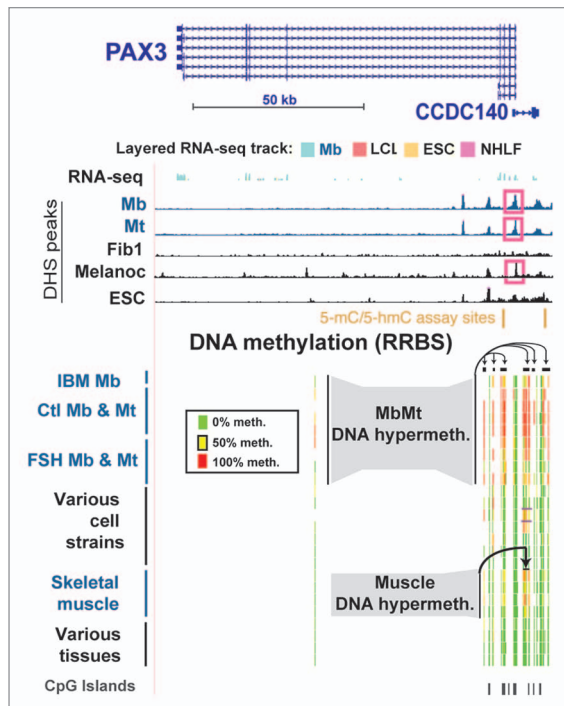 PAX3
50 kb
CCDC140
Layered RNA-seq track: Mb LCL ESC NHLF
RNA-seq
DHS peaks
Mb
Mt
Fib1
Melanoc
ESC
5-mC/5-hmC assay sites
DNA methylation (RRBS)
IBM Mb
Ctl Mb & Mt
FSH Mb & Mt
MbMt
DNA hypermeth.
0% meth.
50% meth.
100% meth.
Various
cell
strains
Skeletal
muscle
Muscle
DNA hypermeth.
Various
tissues
CpG Islands